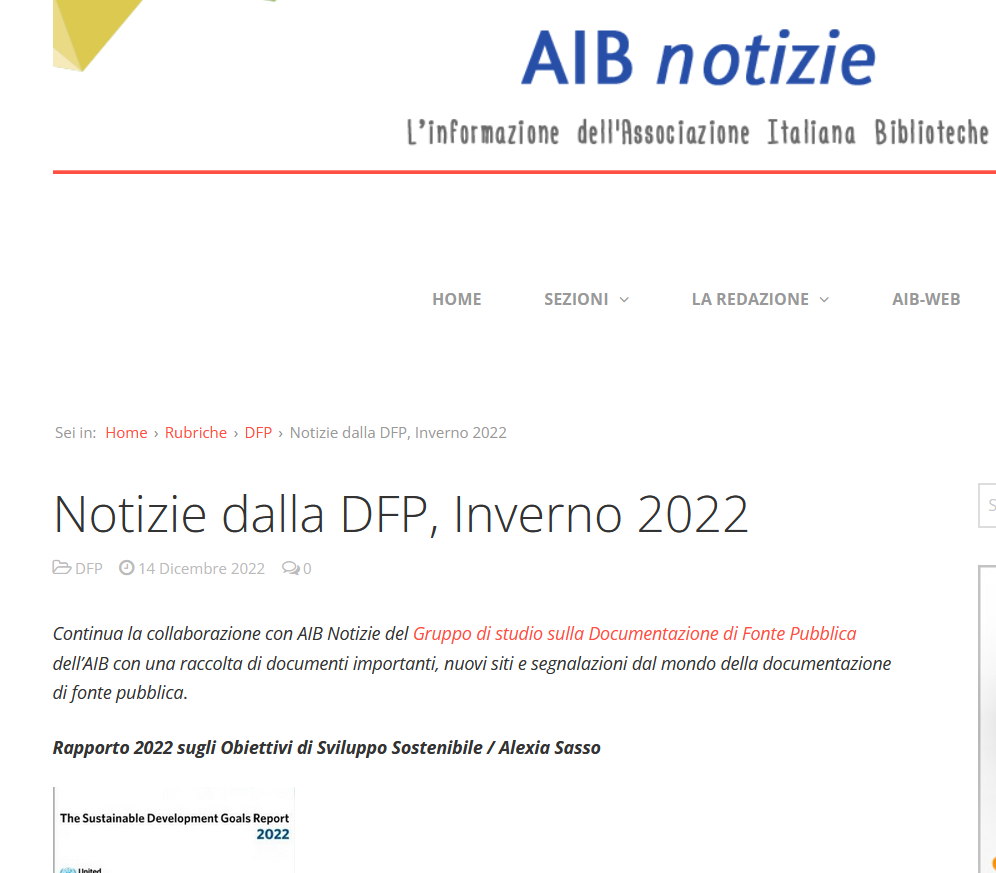 AIB notizie
L'informazione dell'Associazione Italiana Biblioteche
HOME SEZIONI LA REDAZIONE AIB-WEB
Sei in: Home › Rubriche › DFP › Notizie dalla DFP, Inverno 2022
Notizie dalla DFP, Inverno 2022
DFP 14 Dicembre 2022 0
Continua la collaborazione con AIB Notizie del Gruppo di studio sulla Documentazione di Fonte Pubblica
dell'AIB con una raccolta di documenti importanti, nuovi siti e segnalazioni dal mondo della documentazione
di fonte pubblica.
Rapporto 2022 sugli Obiettivi di Sviluppo Sostenibile / Alexia Sasso
The Sustainable Development Goals Report
2022
United